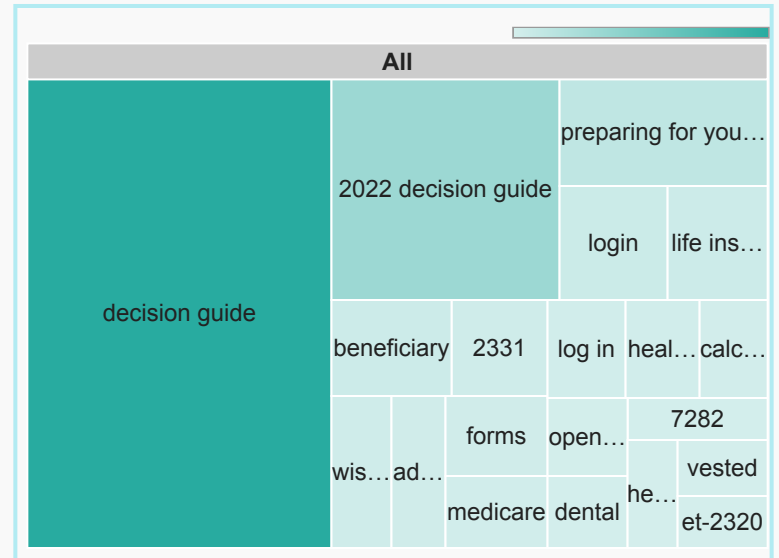 All
decision guide
2022 decision guide
preparing for you…
login
life ins…
beneficiary
2331
log in
heal…
calc…
wis…
ad…
forms
medicare
open…
dental
7282
he…
vested
et-2320